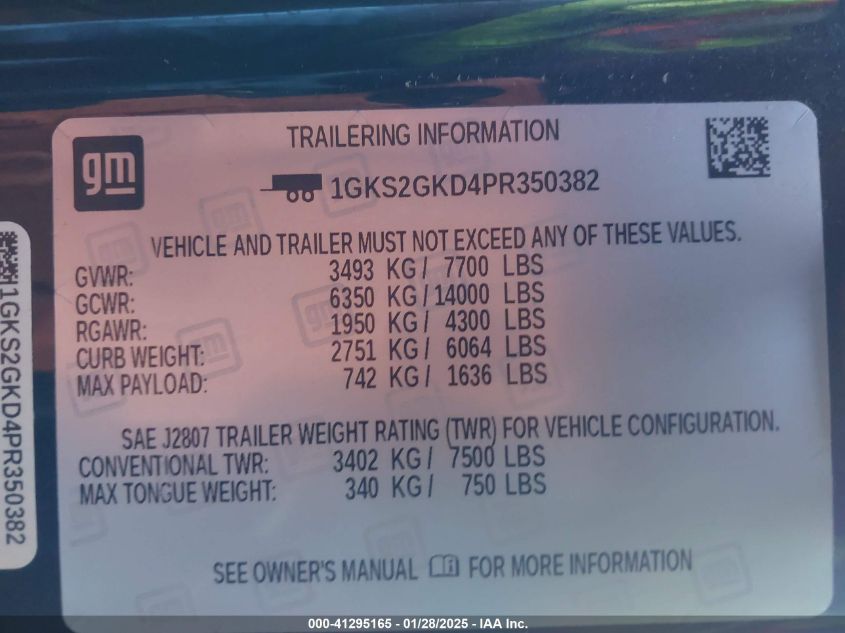 gm
TRAILERING INFORMATION
1GKS2GKD4PR350382
VEHICLE AND TRAILER MUST NOT EXCEED ANY OF THESE VALUES.
GVWR: 3493 KG / 7700 LBS
GCWR: 6350 KG / 14000 LBS
RGAWR: 1950 KG / 4300 LBS
CURB WEIGHT: 2751 KG / 6064 LBS
MAX PAYLOAD: 742 KG / 1636 LBS
SAE J2807 TRAILER WEIGHT RATING (TWR) FOR VEHICLE CONFIGURATION.
CONVENTIONAL TWR: 3402 KG / 7500 LBS
MAX TONGUE WEIGHT: 340 KG / 750 LBS
SEE OWNER'S MANUAL FOR MORE INFORMATION
1GKS2GKD4PR350382
000-41295165 - 01/28/2025 - IAA Inc.